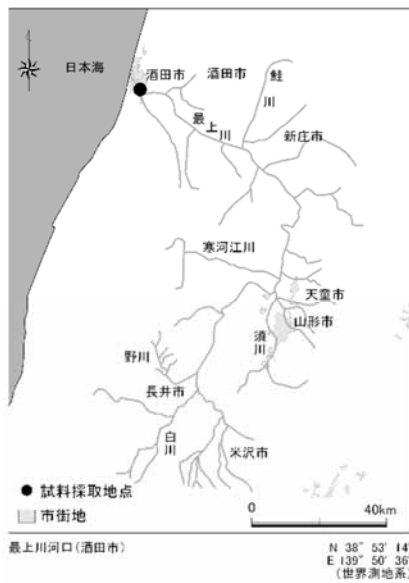 日本海
酒田市
酒田市
鮭川
最上川
新庄市
寒河江川
天童市
山形市
須川
野川
長井市
白川
米沢市
試料採取地点
市街地
0 40km
最上川河口(酒田市)
N 38° 53' 14"
E 139° 50' 36"
(世界測地系)